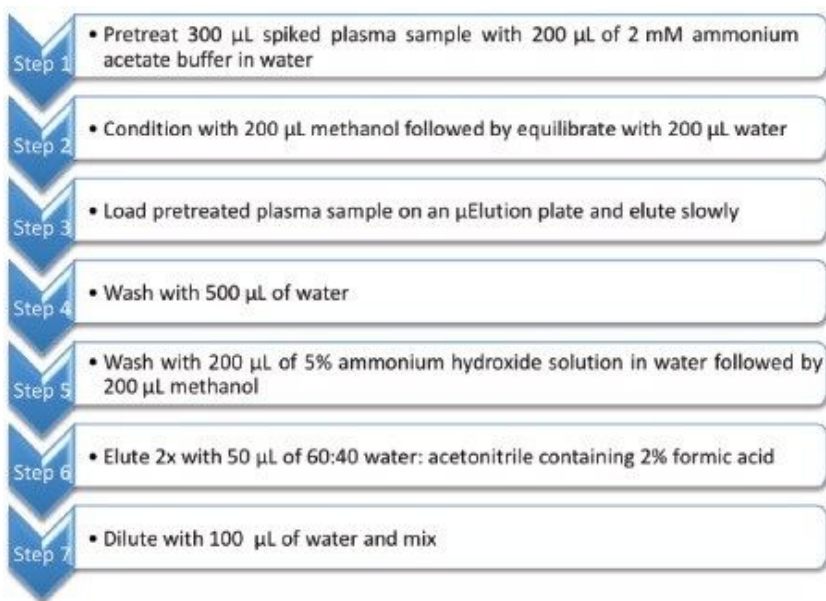 Step 1
• Pretreat 300 µL spiked plasma sample with 200 µL of 2 mM ammonium
acetate buffer in water
Step 2
• Condition with 200 µL methanol followed by equilibrate with 200 µL water
Step 3
• Load pretreated plasma sample on an µElution plate and elute slowly
Step 4
• Wash with 500 µL of water
Step 5
• Wash with 200 µL of 5% ammonium hydroxide solution in water followed by
200 µL methanol
Step 6
• Elute 2x with 50 µL of 60:40 water: acetonitrile containing 2% formic acid
Step 7
• Dilute with 100 µL of water and mix